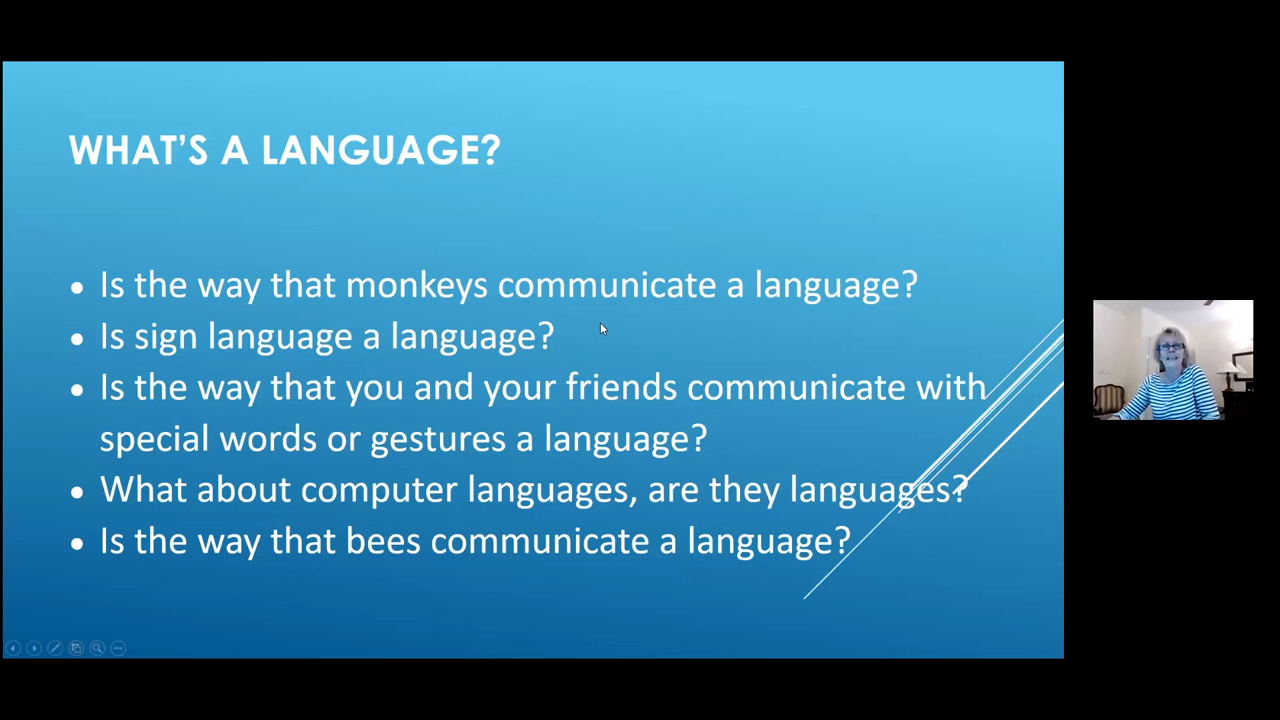 WHAT'S A LANGUAGE?
• Is the way that monkeys communicate a language?
• Is sign language a language?
• Is the way that you and your friends communicate with
special words or gestures a language?
• What about computer languages, are they languages?
• Is the way that bees communicate a language?